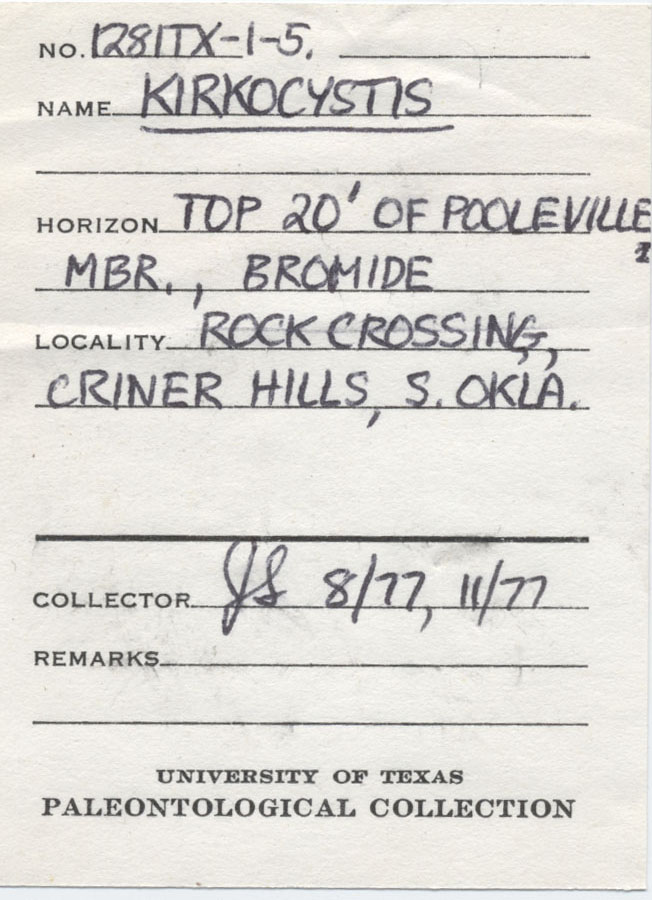 NO. 1281TX-1-5.
NAME KIRKOCYSTIS
HORIZON TOP 20' OF POOLEVILLE
MBR., BROMIDE
LOCALITY ROCK CROSSING,
CRINER HILLS, S. OKLA.
COLLECTOR JS 8/77, 11/77
REMARKS
UNIVERSITY OF TEXAS
PALEONTOLOGICAL COLLECTION